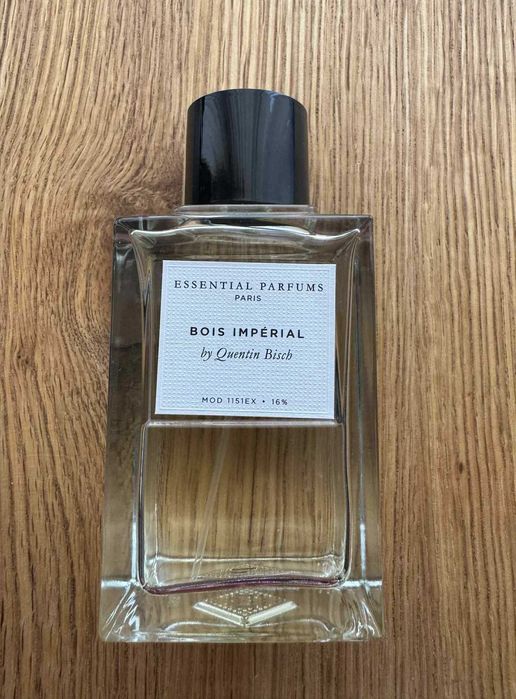 ESSENTIAL PARFUMS
PARIS
BOIS IMPÉRIAL
by Quentin Bisch
MOD 1151EX • 16%